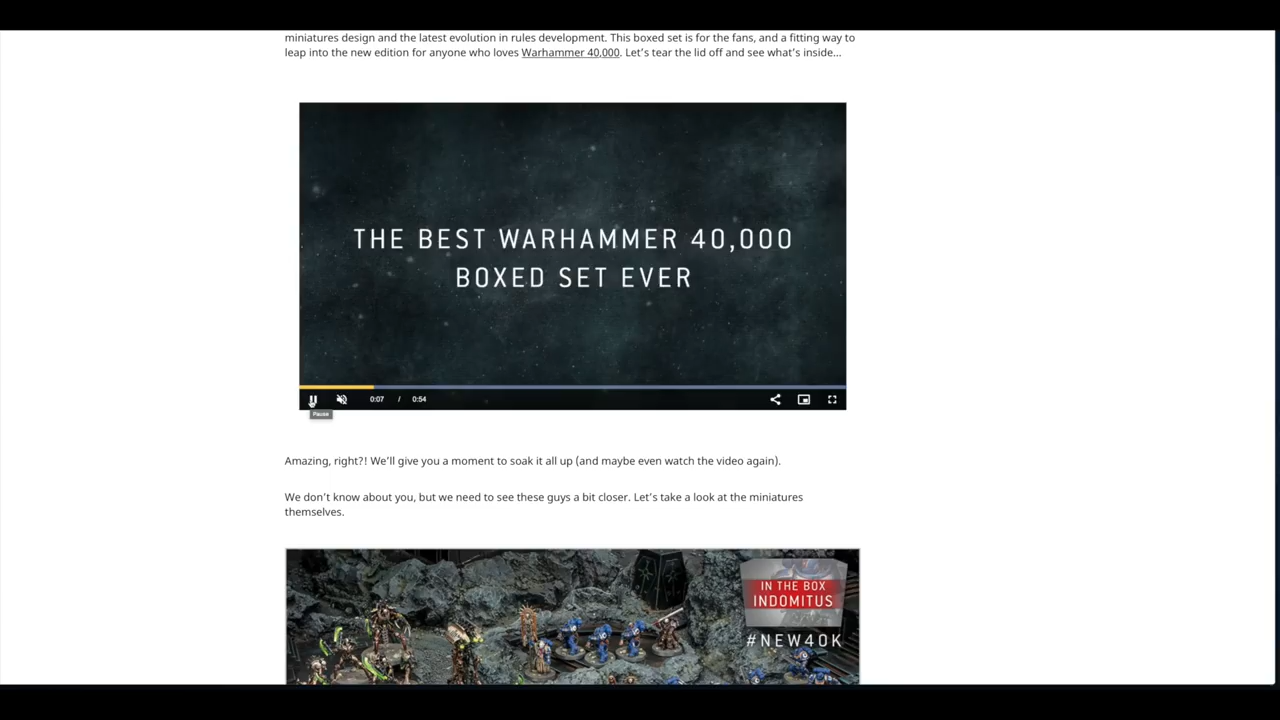 miniatures design and the latest evolution in rules development. This boxed set is for the fans, and a fitting way to
leap into the new edition for anyone who loves Warhammer 40,000. Let's tear the lid off and see what's inside...
THE BEST WARHAMMER 40,000
BOXED SET EVER
0:07 / 0:54
Pause
Amazing, right?! We'll give you a moment to soak it all up (and maybe even watch the video again).
We don't know about you, but we need to see these guys a bit closer. Let's take a look at the miniatures
themselves.
IN THE BOX
INDOMITUS
#NEW40K